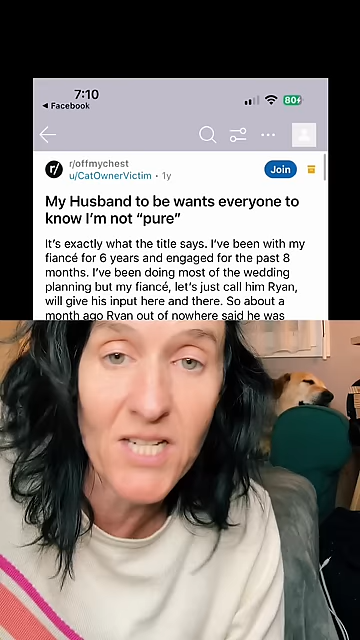 7:10
◀ Facebook
80
r/offmychest
u/CatOwnerVictim • 1y
Join
My Husband to be wants everyone to
know I’m not “pure”
It’s exactly what the title says. I’ve been with my
fiancé for 6 years and engaged for the past 8
months. I’ve been doing most of the wedding
planning but my fiancé, let’s just call him Ryan,
will give his input here and there. So about a
month ago Ryan out of nowhere said he was